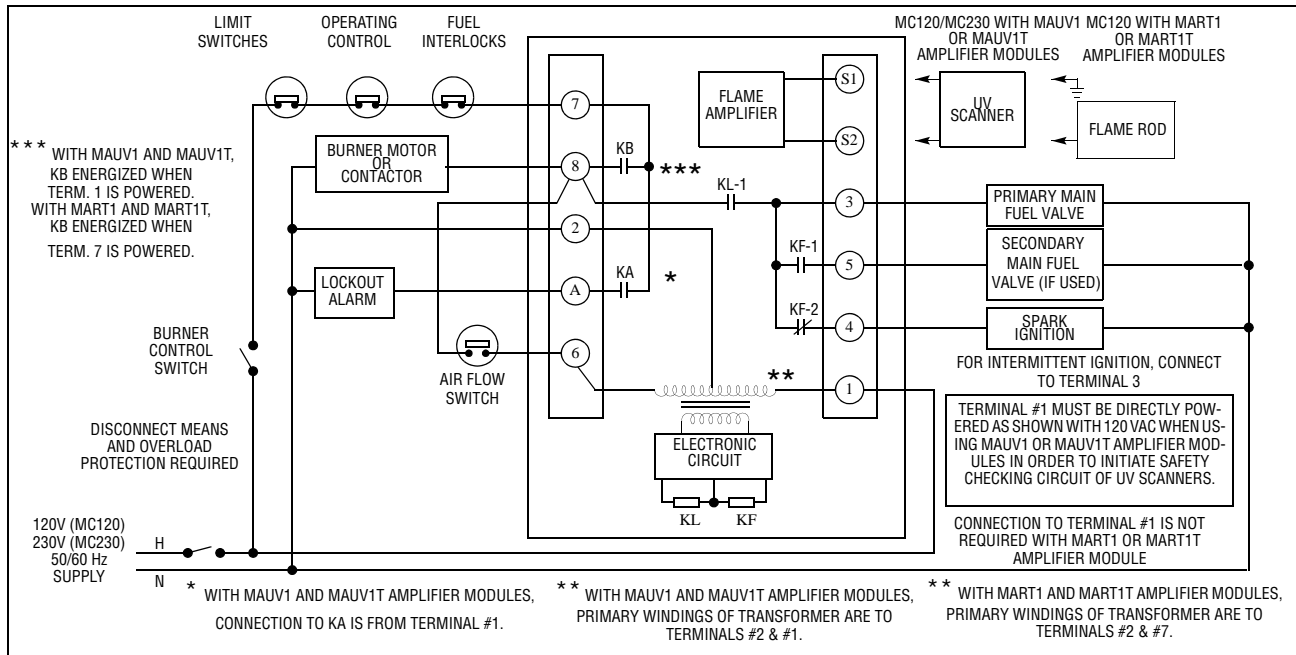 LIMIT
SWITCHES
OPERATING
CONTROL
FUEL
INTERLOCKS
MC120/MC230 WITH MAUV1
OR MAUV1T
AMPLIFIER MODULES
MC120 WITH MART1
OR MART1T
AMPLIFIER MODULES
7
FLAME
AMPLIFIER
S1
S2
UV
SCANNER
FLAME ROD
*** WITH MAUV1 AND MAUV1T,
KB ENERGIZED WHEN
TERM. 1 IS POWERED.
WITH MART1 AND MART1T,
KB ENERGIZED WHEN
TERM. 7 IS POWERED.
BURNER MOTOR
OR
CONTACTOR
8
KB
***
KL-1
3
PRIMARY MAIN
FUEL VALVE
2
KF-1
5
SECONDARY
MAIN FUEL
VALVE (IF USED)
LOCKOUT
ALARM
A
KA
*
KF-2
4
SPARK
IGNITION
BURNER
CONTROL
SWITCH
AIR FLOW
SWITCH
6
**
1
FOR INTERMITTENT IGNITION, CONNECT
TO TERMINAL 3
DISCONNECT MEANS
AND OVERLOAD
PROTECTION REQUIRED
ELECTRONIC
CIRCUIT
KL
KF
TERMINAL #1 MUST BE DIRECTLY POW-
ERED AS SHOWN WITH 120 VAC WHEN US-
ING MAUV1 OR MAUV1T AMPLIFIER MOD-
ULES IN ORDER TO INITIATE SAFETY
CHECKING CIRCUIT OF UV SCANNERS.
CONNECTION TO TERMINAL #1 IS NOT
REQUIRED WITH MART1 OR MART1T
AMPLIFIER MODULE
120V (MC120)
230V (MC230)
50/60 Hz
SUPPLY
H
N
* WITH MAUV1 AND MAUV1T AMPLIFIER MODULES,
CONNECTION TO KA IS FROM TERMINAL #1.
** WITH MAUV1 AND MAUV1T AMPLIFIER MODULES,
PRIMARY WINDINGS OF TRANSFORMER ARE TO
TERMINALS #2 & #1.
** WITH MART1 AND MART1T AMPLIFIER MODULES,
PRIMARY WINDINGS OF TRANSFORMER ARE TO
TERMINALS #2 & #7.